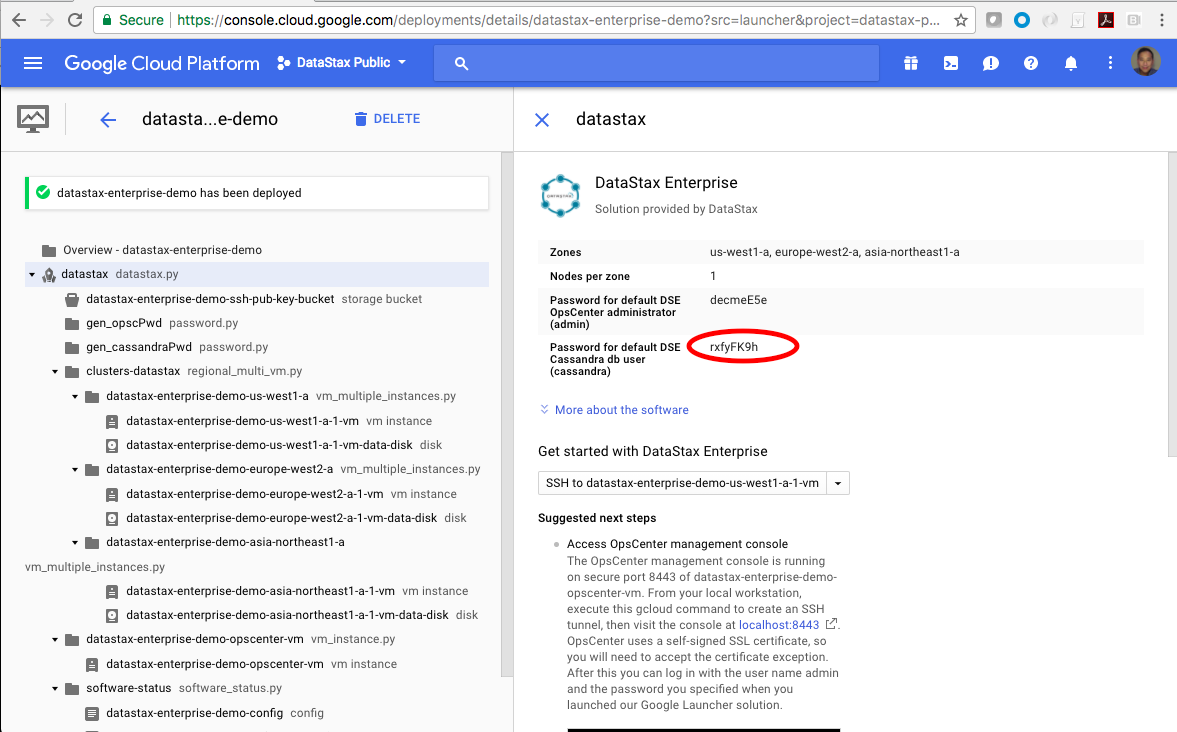 Secure https://console.cloud.google.com/deployments/details/datastax-enterprise-demo?src=launcher&project=datastax-p...
Google Cloud Platform DataStax Public
datasta...e-demo DELETE
datastax-enterprise-demo has been deployed
Overview - datastax-enterprise-demo
datastax datastax.py
datastax-enterprise-demo-ssh-pub-key-bucket storage bucket
gen_opscPwd password.py
gen_cassandraPwd password.py
clusters-datastax regional_multi_vm.py
datastax-enterprise-demo-us-west1-a vm_multiple_instances.py
datastax-enterprise-demo-us-west1-a-1-vm vm instance
datastax-enterprise-demo-us-west1-a-1-vm-data-disk disk
datastax-enterprise-demo-europe-west2-a vm_multiple_instances.py
datastax-enterprise-demo-europe-west2-a-1-vm vm instance
datastax-enterprise-demo-europe-west2-a-1-vm-data-disk disk
datastax-enterprise-demo-asia-northeast1-a
vm_multiple_instances.py
datastax-enterprise-demo-asia-northeast1-a-1-vm vm instance
datastax-enterprise-demo-asia-northeast1-a-1-vm-data-disk disk
datastax-enterprise-demo-opscenter-vm vm_instance.py
datastax-enterprise-demo-opscenter-vm vm instance
software-status software_status.py
datastax-enterprise-demo-config config
datastax
DataStax Enterprise
Solution provided by DataStax
Zones us-west1-a, europe-west2-a, asia-northeast1-a
Nodes per zone 1
Password for default DSE decmeE5e
OpsCenter administrator
(admin)
Password for default DSE rxfyFK9h
Cassandra db user
(cassandra)
More about the software
Get started with DataStax Enterprise
SSH to datastax-enterprise-demo-us-west1-a-1-vm
Suggested next steps
Access OpsCenter management console
The OpsCenter management console is running
on secure port 8443 of datastax-enterprise-demo-
opscenter-vm. From your local workstation,
execute this gcloud command to create an SSH
tunnel, then visit the console at localhost:8443 .
OpsCenter uses a self-signed SSL certificate, so
you will need to accept the certificate exception.
After this you can log in with the user name admin
and the password you specified when you
launched our Google Launcher solution.